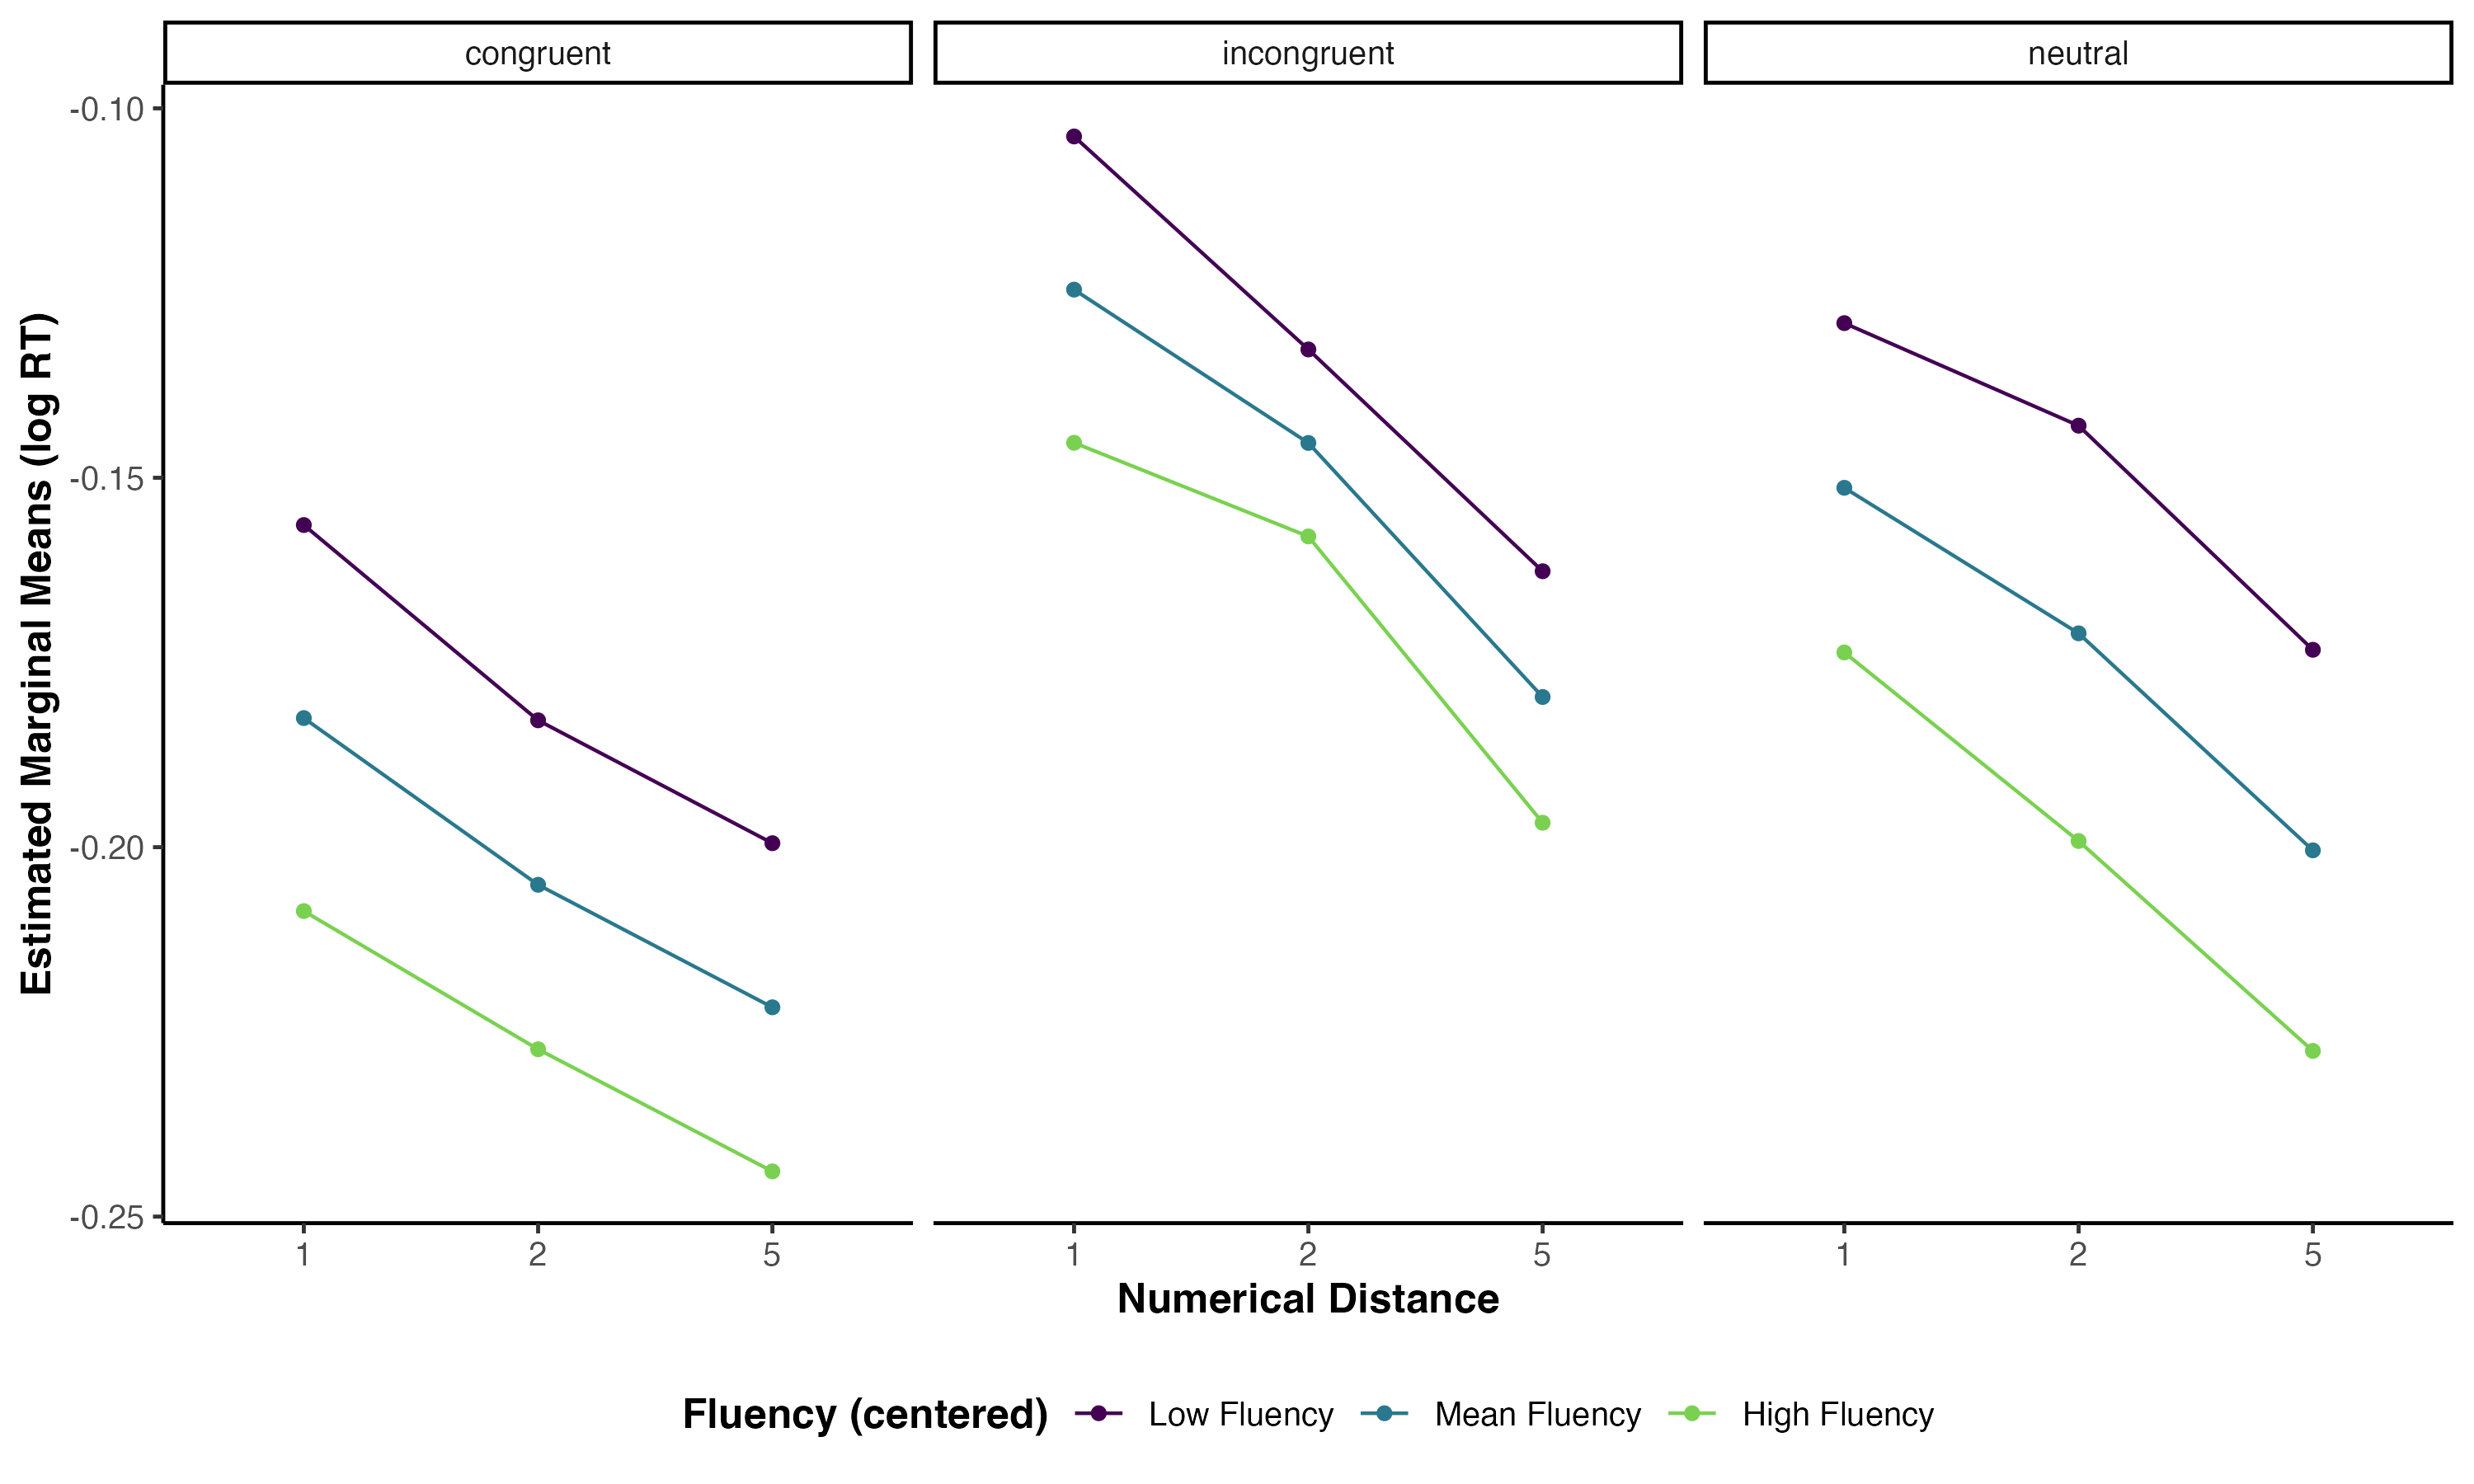 congruent
incongruent
neutral
Estimated Marginal Means (log RT)
-0.10
-0.15
-0.20
-0.25
1 2 5
1 2 5
1 2 5
Numerical Distance
Fluency (centered) Low Fluency Mean Fluency High Fluency